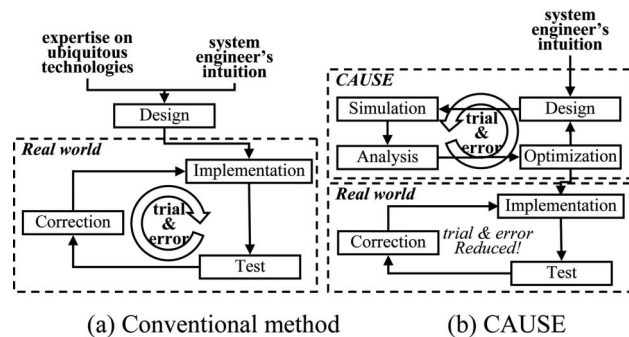 expertise on
ubiquitous
technologies
system
engineer's
intuition
Design
Real world
Implementation
trial
&
error
Correction
Test
(a) Conventional method
system
engineer's
intuition
CAUSE
Simulation
Design
trial
&
error
Analysis
Optimization
Real world
Implementation
Correction
trial & error
Reduced!
Test
(b) CAUSE